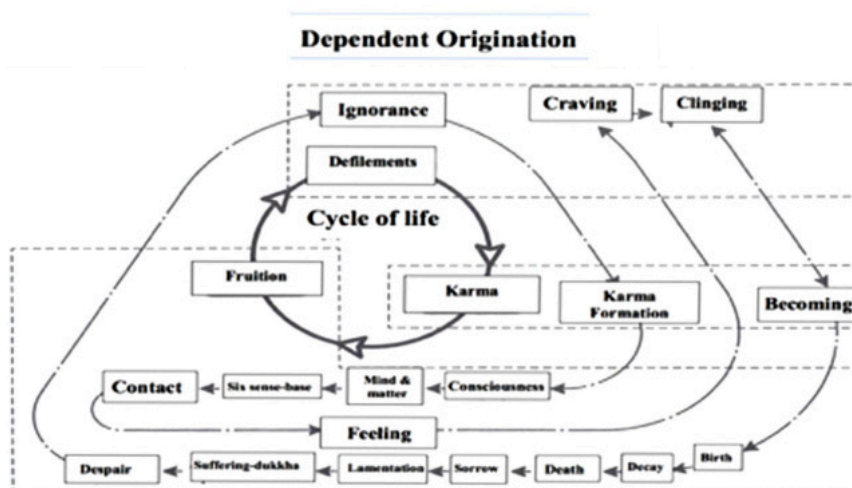 Dependent Origination
Ignorance
Craving
Clinging
Defilements
Cycle of life
Fruition
Karma
Karma
Formation
Becoming
Contact
Six sense-base
Mind &
matter
Consciousness
Feeling
Despair
Suffering-dukkha
Lamentation
Sorrow
Death
Decay
Birth